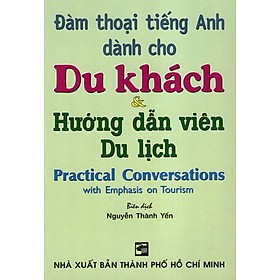 Đàm thoại tiếng Anh
dành cho
Du khách
&
Hướng dẫn viên
Du lịch
Practical Conversations
with Emphasis on Tourism
Biên dịch
Nguyễn Thành Yến
NHÀ XUẤT BẢN THÀNH PHỐ HỒ CHÍ MINH